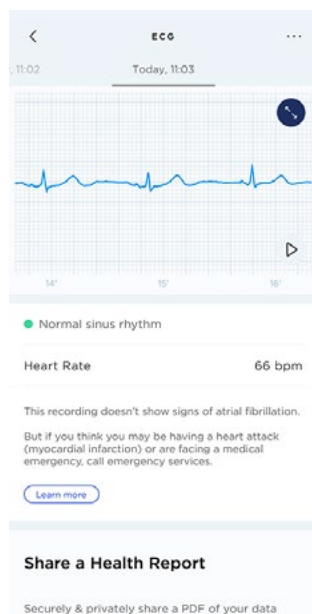 ECG
, 11:02
Today, 11:03
14'
15'
16'
Normal sinus rhythm
Heart Rate
66 bpm
This recording doesn't show signs of atrial fibrillation.
But if you think you may be having a heart attack
(myocardial infarction) or are facing a medical
emergency, call emergency services.
Learn more
Share a Health Report
Securely & privately share a PDF of your data